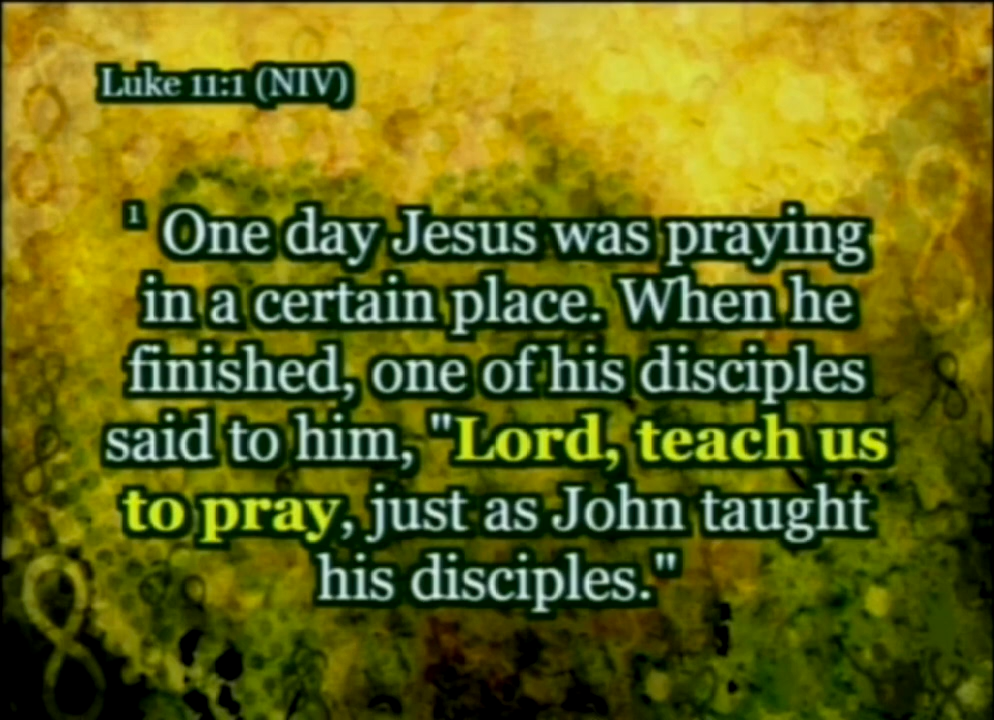 Luke 11:1 (NIV)
1 One day Jesus was praying
in a certain place. When he
finished, one of his disciples
said to him, "Lord, teach us
to pray, just as John taught
his disciples."